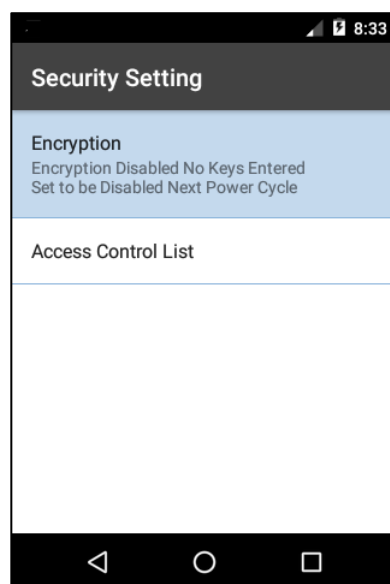 8:33
Security Setting
Encryption
Encryption Disabled No Keys Entered
Set to be Disabled Next Power Cycle
Access Control List